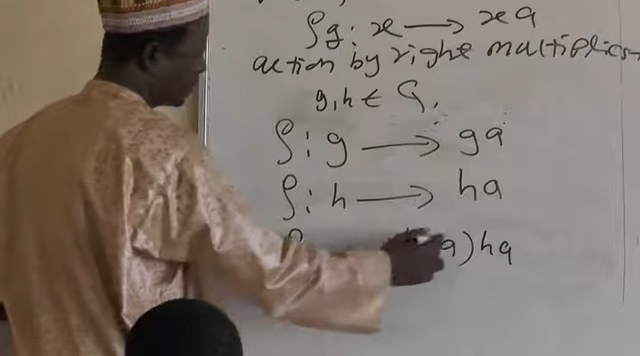 ρg: x → xa
action by right multiplica-
g,h ∈ G,
ρ: g → ga
ρ: h → ha
a)ha